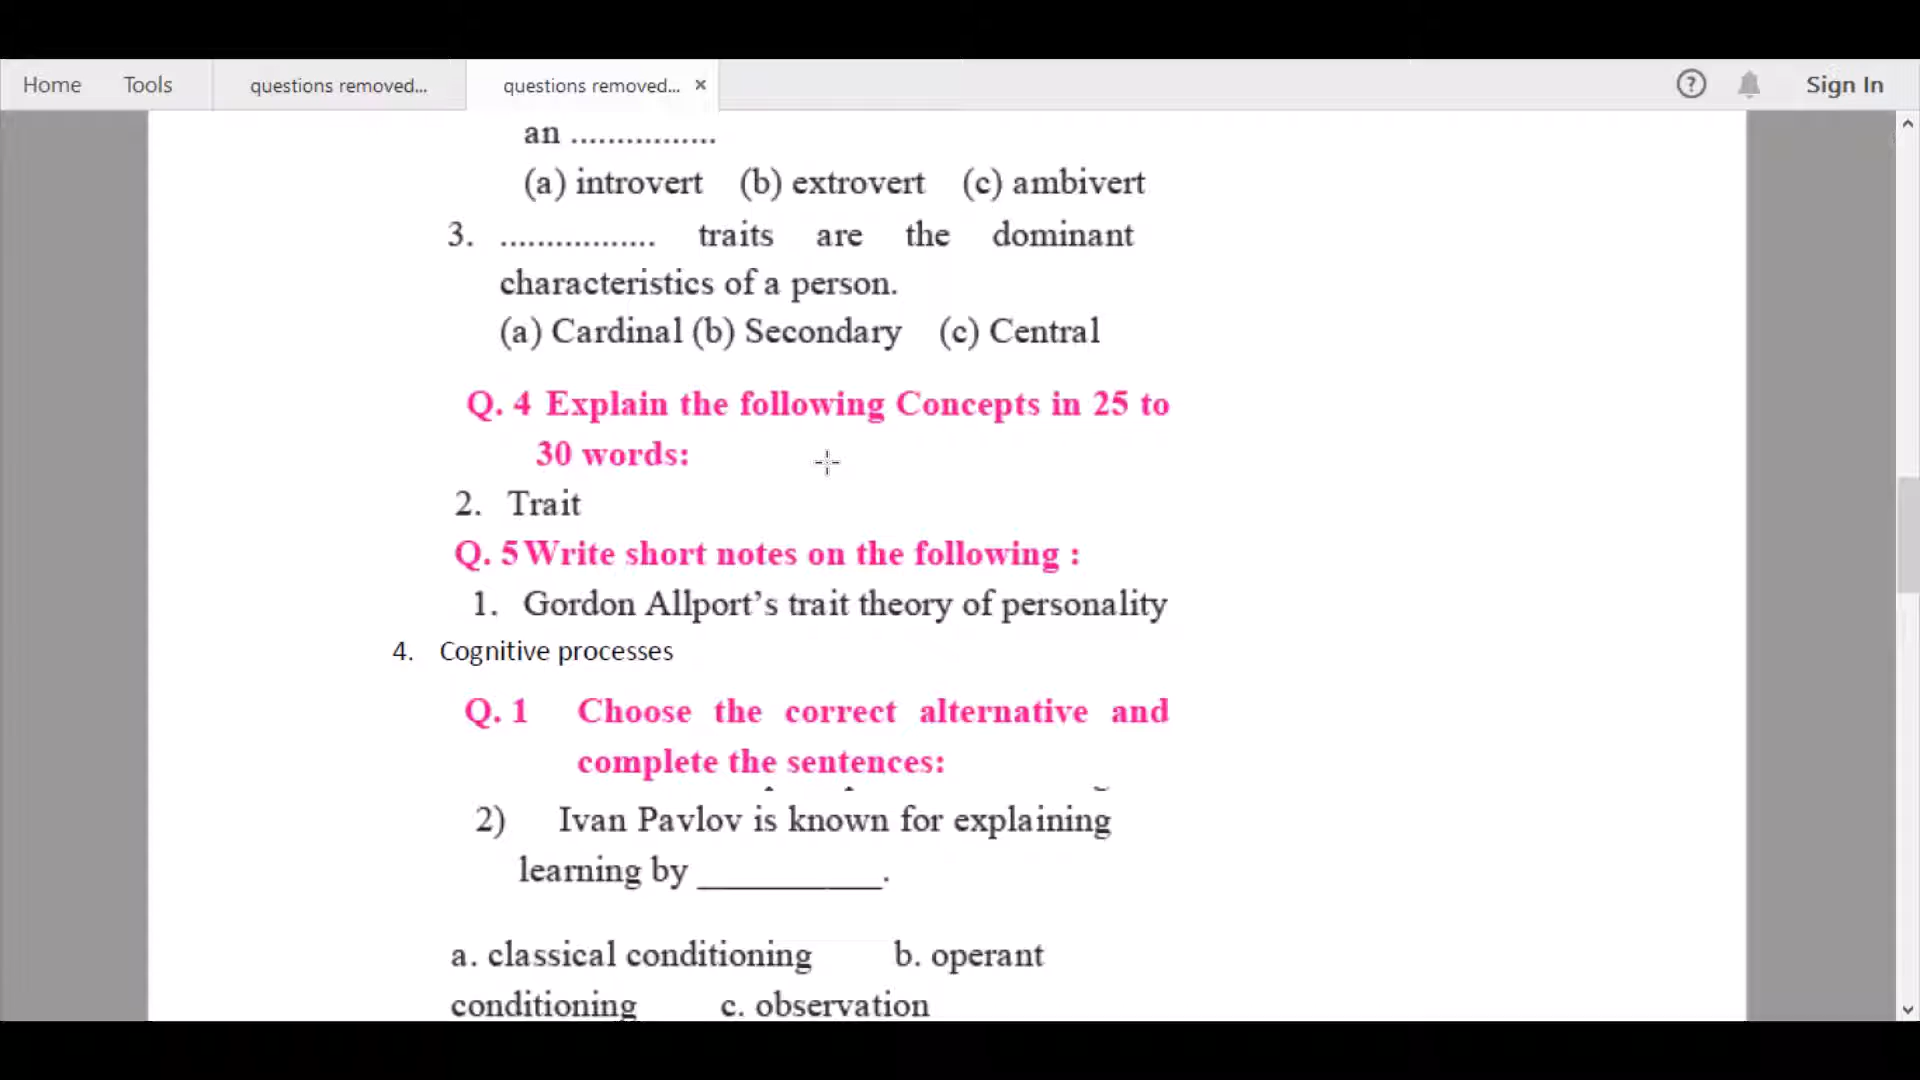 Home Tools questions removed... questions removed... × ? Sign In
an ................
(a) introvert (b) extrovert (c) ambivert
3. ................. traits are the dominant
characteristics of a person.
(a) Cardinal (b) Secondary (c) Central
Q. 4 Explain the following Concepts in 25 to
30 words:
2. Trait
Q. 5 Write short notes on the following :
1. Gordon Allport’s trait theory of personality
4. Cognitive processes
Q. 1 Choose the correct alternative and
complete the sentences:
2) Ivan Pavlov is known for explaining
learning by __________.
a. classical conditioning b. operant
conditioning c. observation